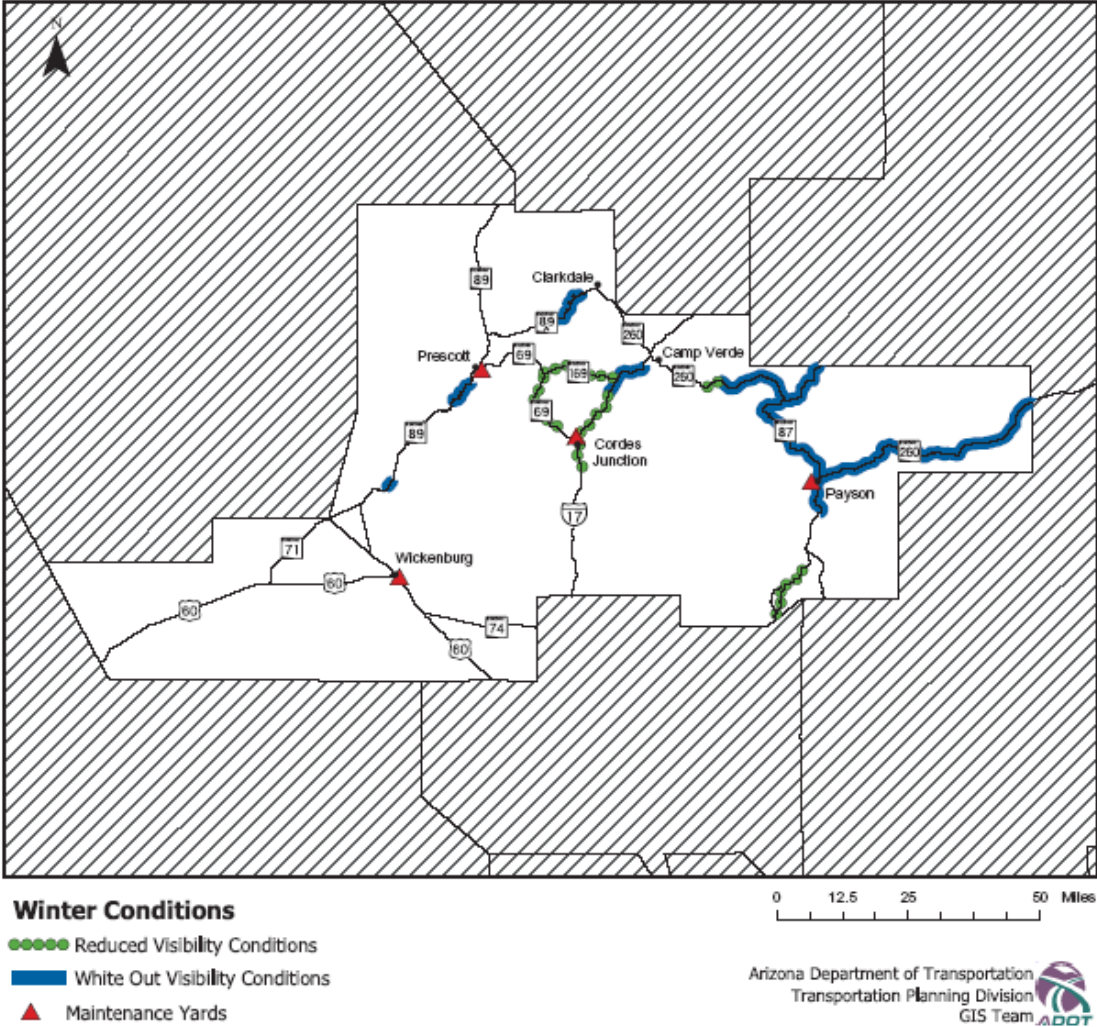 N
89
Clarkdale
89
A
260
Prescott
69
Camp Verde
169
260
69
89
87
Cordes
Junction
260
Payson
17
71
Wickenburg
60
60
74
60
0 12.5 25 50 Miles
Winter Conditions
Reduced Visibility Conditions
White Out Visibility Conditions
Maintenance Yards
Arizona Department of Transportation
Transportation Planning Division
GIS Team
ADOT